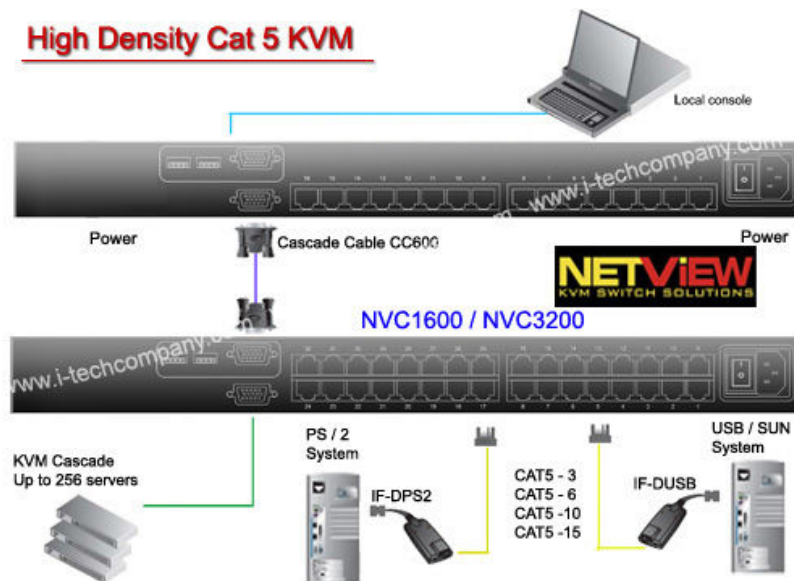 High Density Cat 5 KVM
Local console
www.i-techcompany.com
Power
Cascade Cable CC600
Power
NETViEW
KVM SWITCH SOLUTIONS
NVC1600 / NVC3200
www.i-techcompany.com
PS / 2
System
USB / SUN
System
KVM Cascade
Up to 256 servers
IF-DPS2
CAT5 - 3
CAT5 - 6
CAT5 -10
CAT5 -15
IF-DUSB